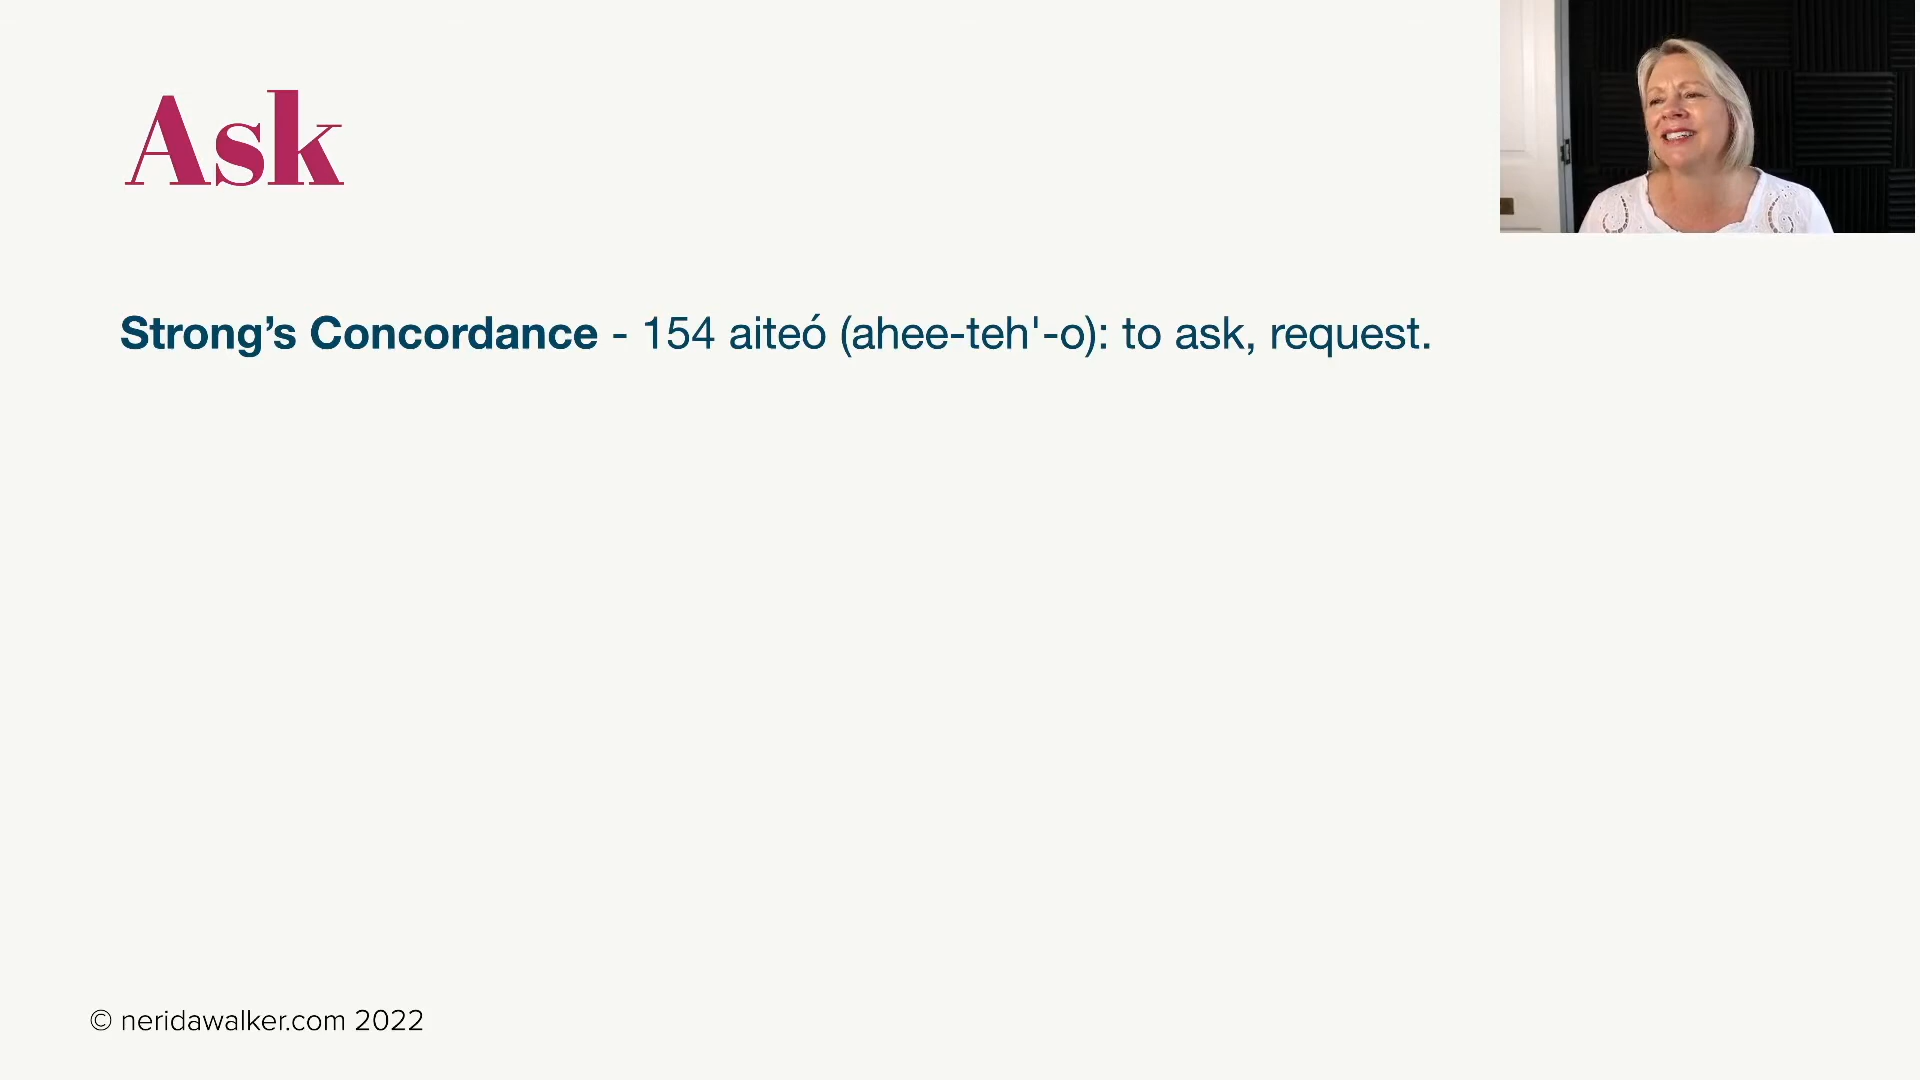 Ask
Strong’s Concordance - 154 aiteó (ahee-teh'-o): to ask, request.
© neridawalker.com 2022